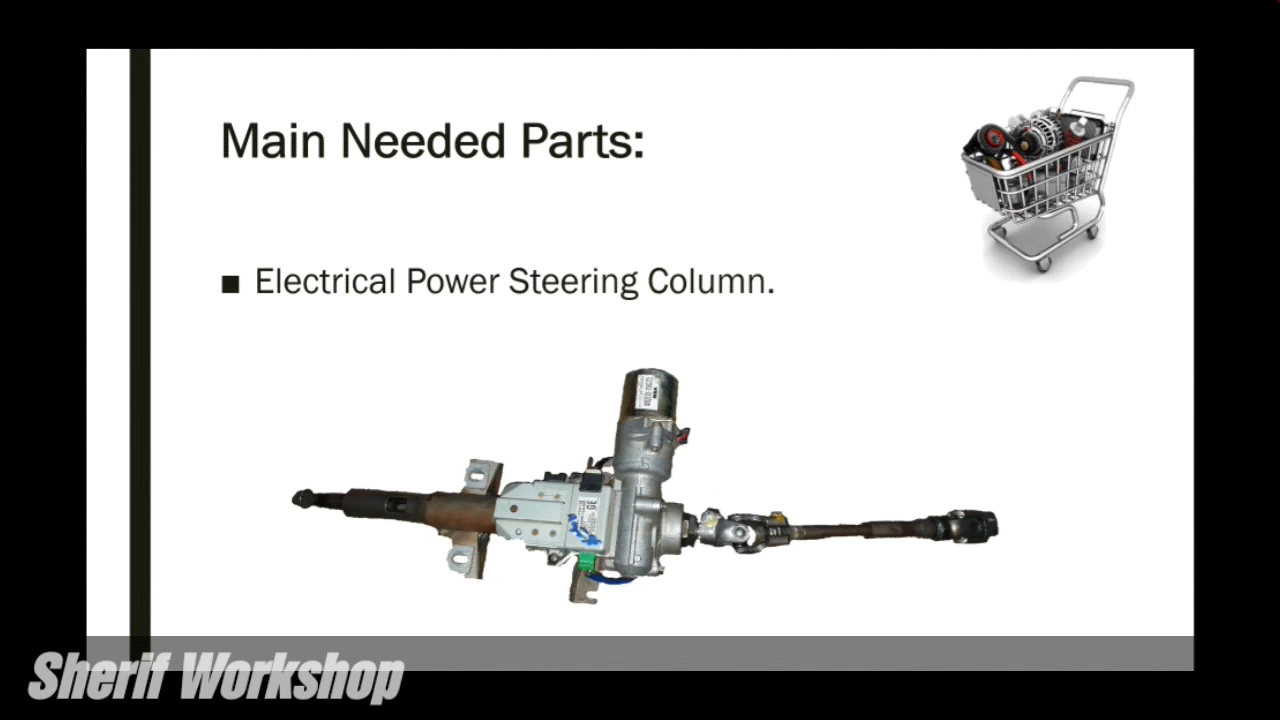 Main Needed Parts:
■ Electrical Power Steering Column.
Sherif Workshop